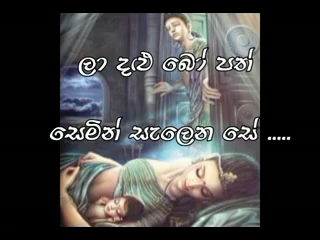 ලා දළු බෝ පත්
සෙමින් සැලෙන සේ .....